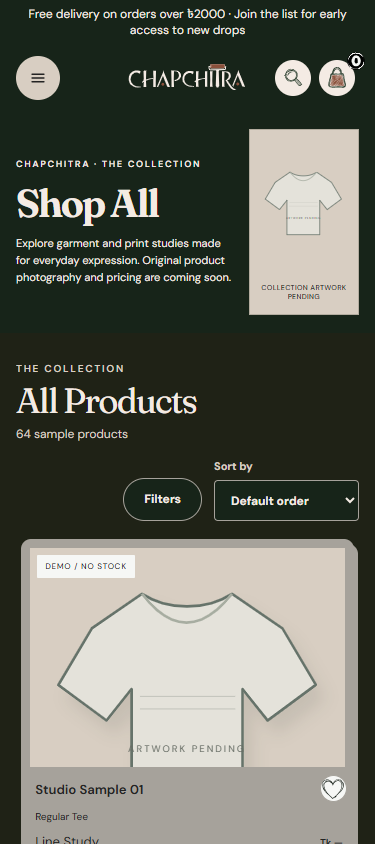 Free delivery on orders over ৳2000 · Join the list for early
access to new drops
CHAPCHITRA
0
CHAPCHITRA · THE COLLECTION
Shop All
Explore garment and print studies made
for everyday expression. Original product
photography and pricing are coming soon.
COLLECTION ARTWORK
PENDING
THE COLLECTION
All Products
64 sample products
Sort by
Filters
Default order
DEMO / NO STOCK
ARTWORK PENDING
Studio Sample 01
Regular Tee
Line Study
Tk —